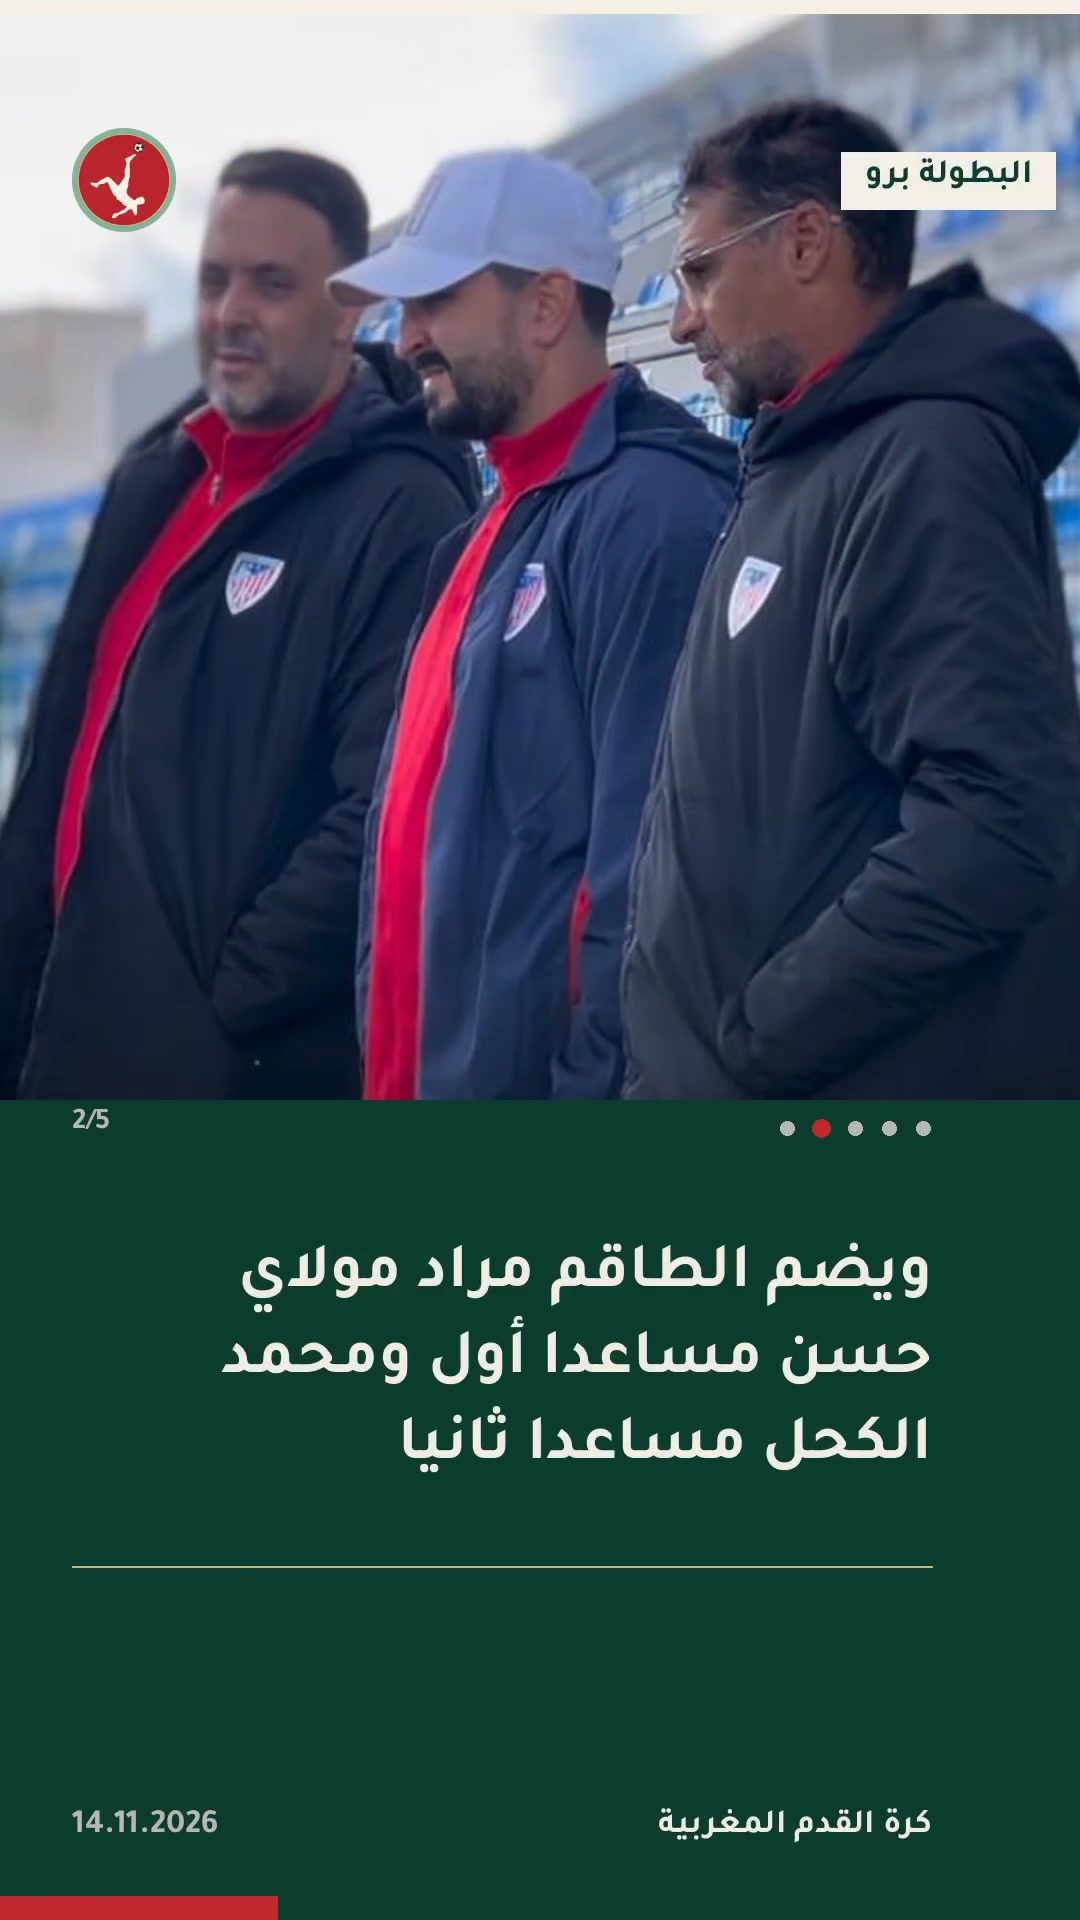 البطولة برو
2/5
ويضم الطاقم مراد مولاي
حسن مساعدا أول ومحمد
الكحل مساعدا ثانيا
كرة القدم المغربية
14.11.2026